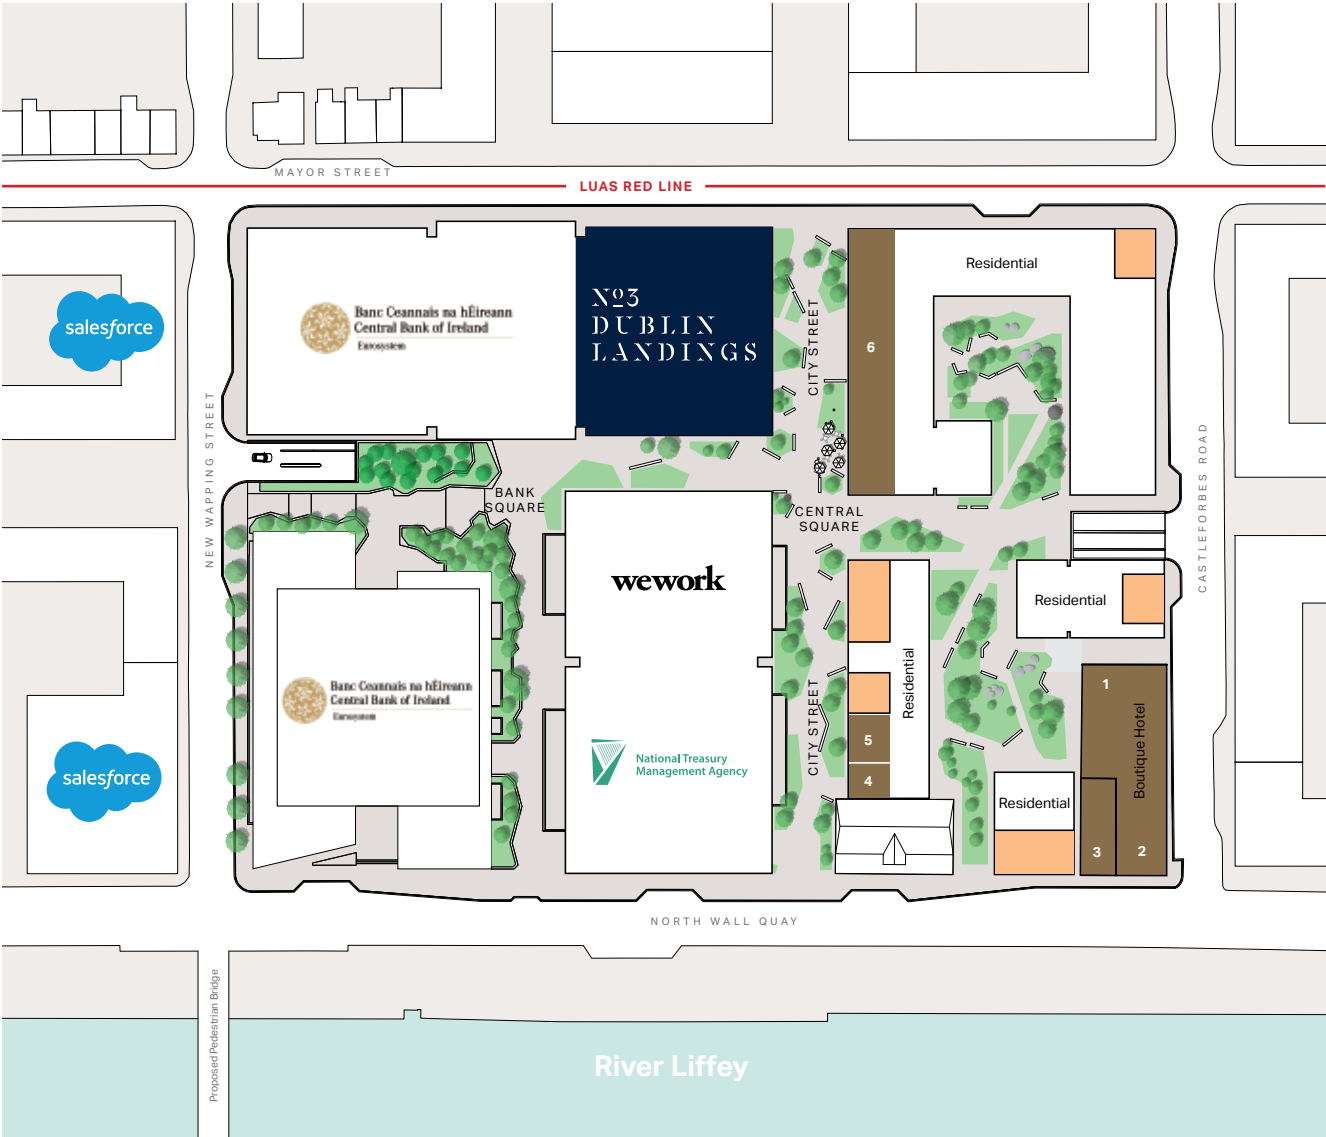 MAYOR STREET
LUAS RED LINE
Residential
salesforce
Banc Ceannais na hÉireann
Central Bank of Ireland
Eurosystem
Nº3
DUBLIN
LANDINGS
CITY STREET
6
NEW WAPPING STREET
CASTLEFORBES ROAD
BANK
SQUARE
CENTRAL
SQUARE
wework
Residential
Residential
Banc Ceannais na hÉireann
Central Bank of Ireland
Eurosystem
1
Boutique Hotel
CITY STREET
5
4
National Treasury
Management Agency
salesforce
Residential
3
2
NORTH WALL QUAY
Proposed Pedestrian Bridge
River Liffey